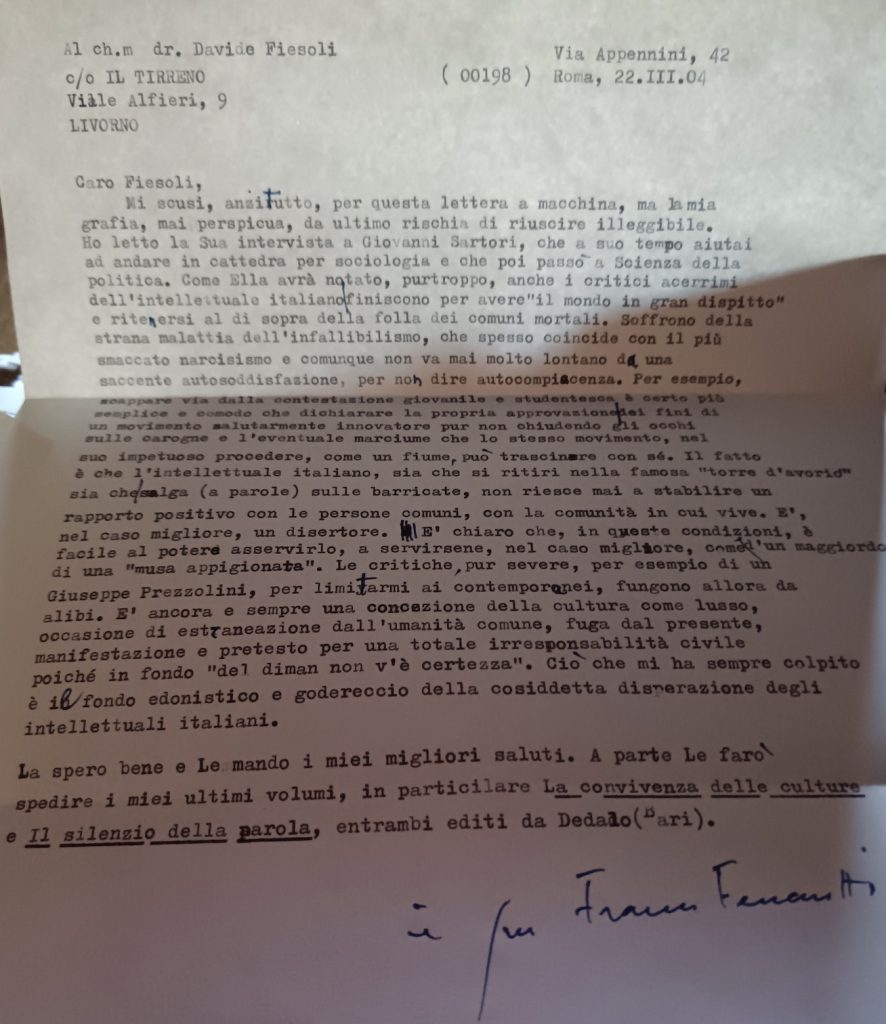 Al ch.m dr. Davide Fiesoli
c/o IL TIRRENO
Viàle Alfieri, 9
LIVORNO
Via Appennini, 42
( 00198 ) Roma, 22.III.04
Caro Fiesoli,
Mi scusi, anzitutto, per questa lettera a macchina, ma la mia
grafia, mai perspicua, da ultimo rischia di riuscire illeggibile.
Ho letto la Sua intervista a Giovanni Sartori, che a suo tempo aiutai
ad andare in cattedra per sociologia e che poi passò a Scienza della
politica. Come Ella avrà notato, purtroppo, anche i critici acerrimi
dell'intellettuale italiano finiscono per avere"il mondo in gran dispitto"
e ritenersi al di sopra della folla dei comuni mortali. Soffrono della
strana malattia dell'infallibilismo, che spesso coincide con il più
smaccato narcisismo e comunque non va mai molto lontano da una
saccente autosoddisfazione, per non dire autocompiacenza. Per esempio,
scappare via dalla contestazione giovanile e studentesca è certo più
semplice e comodo che dichiarare la propria approvazione dei fini di
un movimento salutarmente innovatore pur non chiudendo gli occhi
sulle carogne e l'eventuale marciume che lo stesso movimento, nel
suo impetuoso procedere, come un fiume, può trascinare con sé. Il fatto
è che l'intellettuale italiano, sia che si ritiri nella famosa "torre d'avorio"
sia che salga (a parole) sulle barricate, non riesce mai a stabilire un
rapporto positivo con le persone comuni, con la comunità in cui vive. E',
nel caso migliore, un disertore. E' chiaro che, in queste condizioni, è
facile al potere asservirlo, a servirsene, nel caso migliore, come d'un maggiordo
di una "musa appigionata". Le critiche, pur severe, per esempio di un
Giuseppe Prezzolini, per limitarmi ai contemporanei, fungono allora da
alibi. E' ancora e sempre una concezione della cultura come lusso,
occasione di estraneazione dall'umanità comune, fuga dal presente,
manifestazione e pretesto per una totale irresponsabilità civile
poiché in fondo "del diman non v'è certezza". Ciò che mi ha sempre colpito
è il fondo edonistico e godereccio della cosiddetta disperazione degli
intellettuali italiani.
La spero bene e Le mando i miei migliori saluti. A parte Le farò
spedire i miei ultimi volumi, in particilare La convivenza delle culture
e Il silenzio della parola, entrambi editi da Dedalo(Bari).